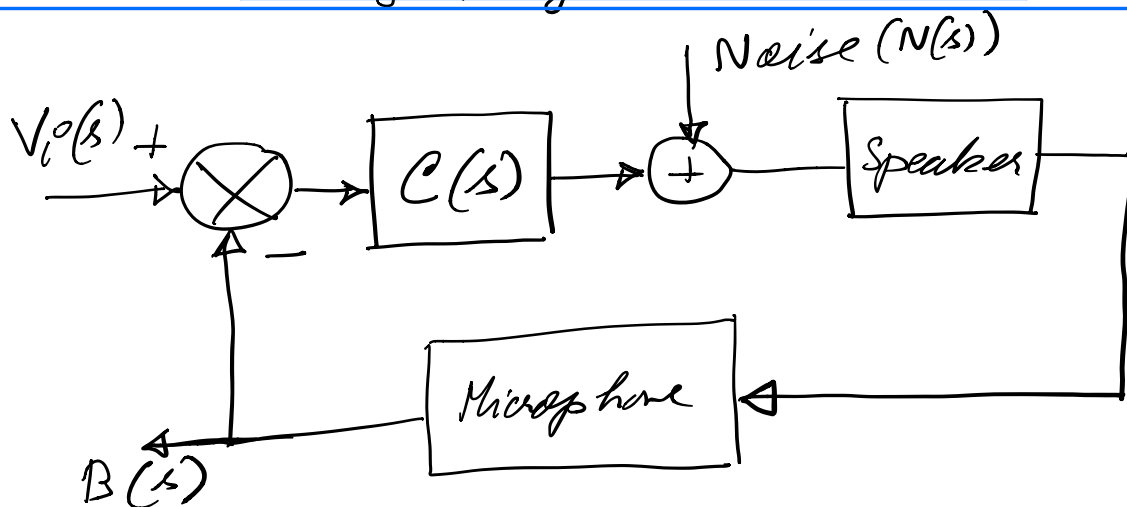 Noise (N(s))
Vi(s) +
C(s)
+
Speaker
−
Microphone
B(s)